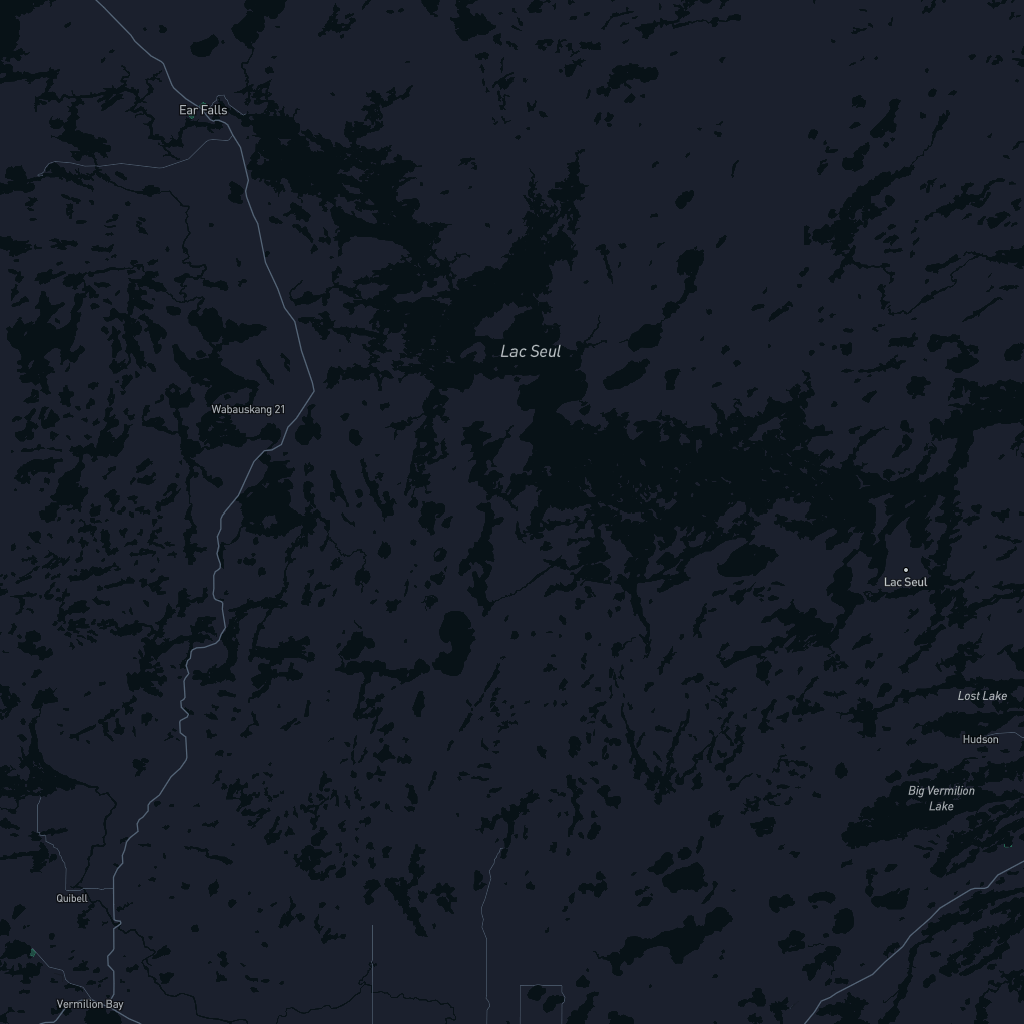 Ear Falls
Lac Seul
Wabauskang 21
Lac Seul
Lost Lake
Hudson
Big Vermilion
Lake
Quibell
Vermilion Bay